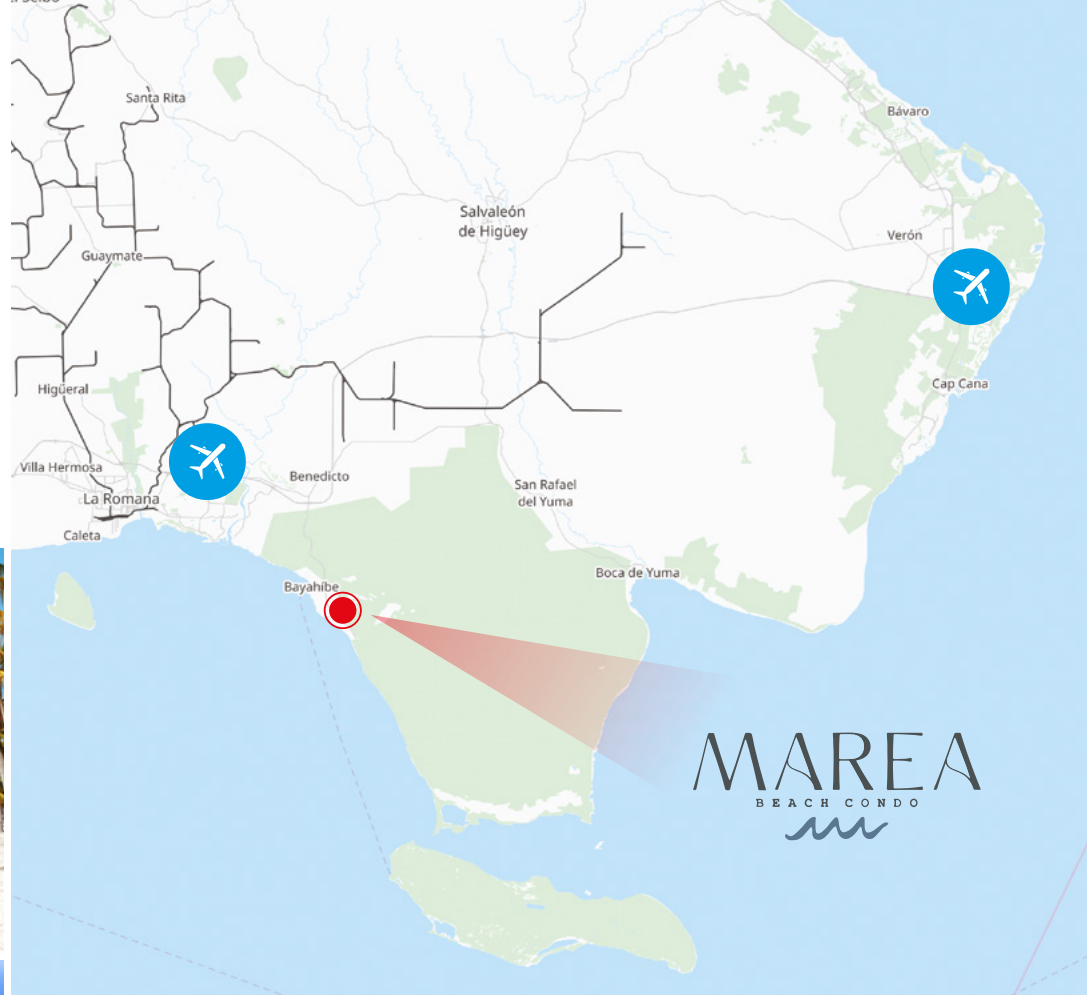 Santa Rita
Bávaro
Salvaleón
de Higüey
Verón
Guaymate
Cap Cana
Higüeral
Villa Hermosa
Benedicto
La Romana
San Rafael
del Yuma
Caleta
Boca de Yuma
Bayahíbe
MAREA
BEACH CONDO